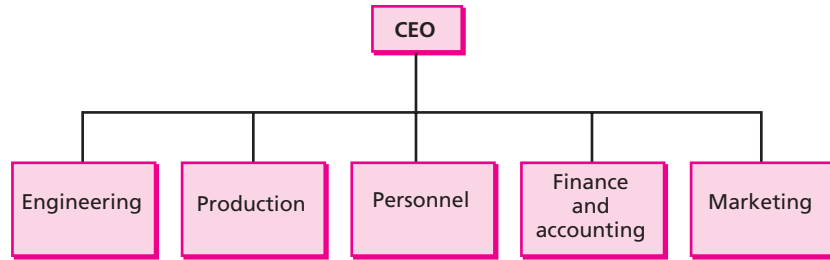 CEO
Engineering
Production
Personnel
Finance
and
accounting
Marketing